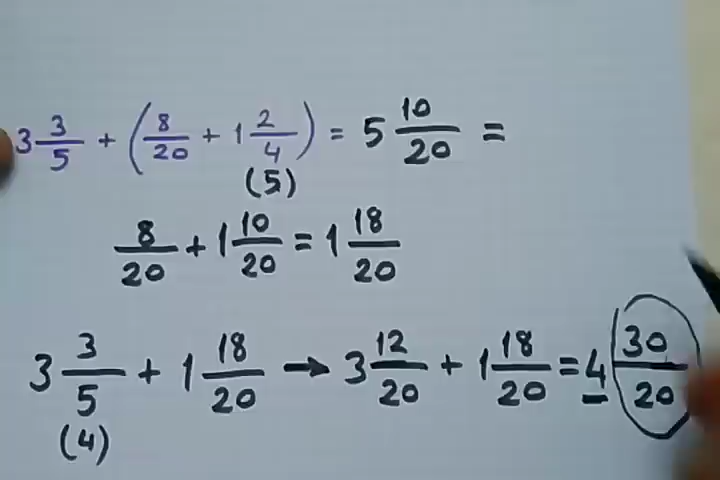 3 3/5 + (8/20 + 1 2/4) = 5 10/20 =
(5)
8/20 + 1 10/20 = 1 18/20
3 3/5 + 1 18/20 → 3 12/20 + 1 18/20 = 4 30/20
(4)